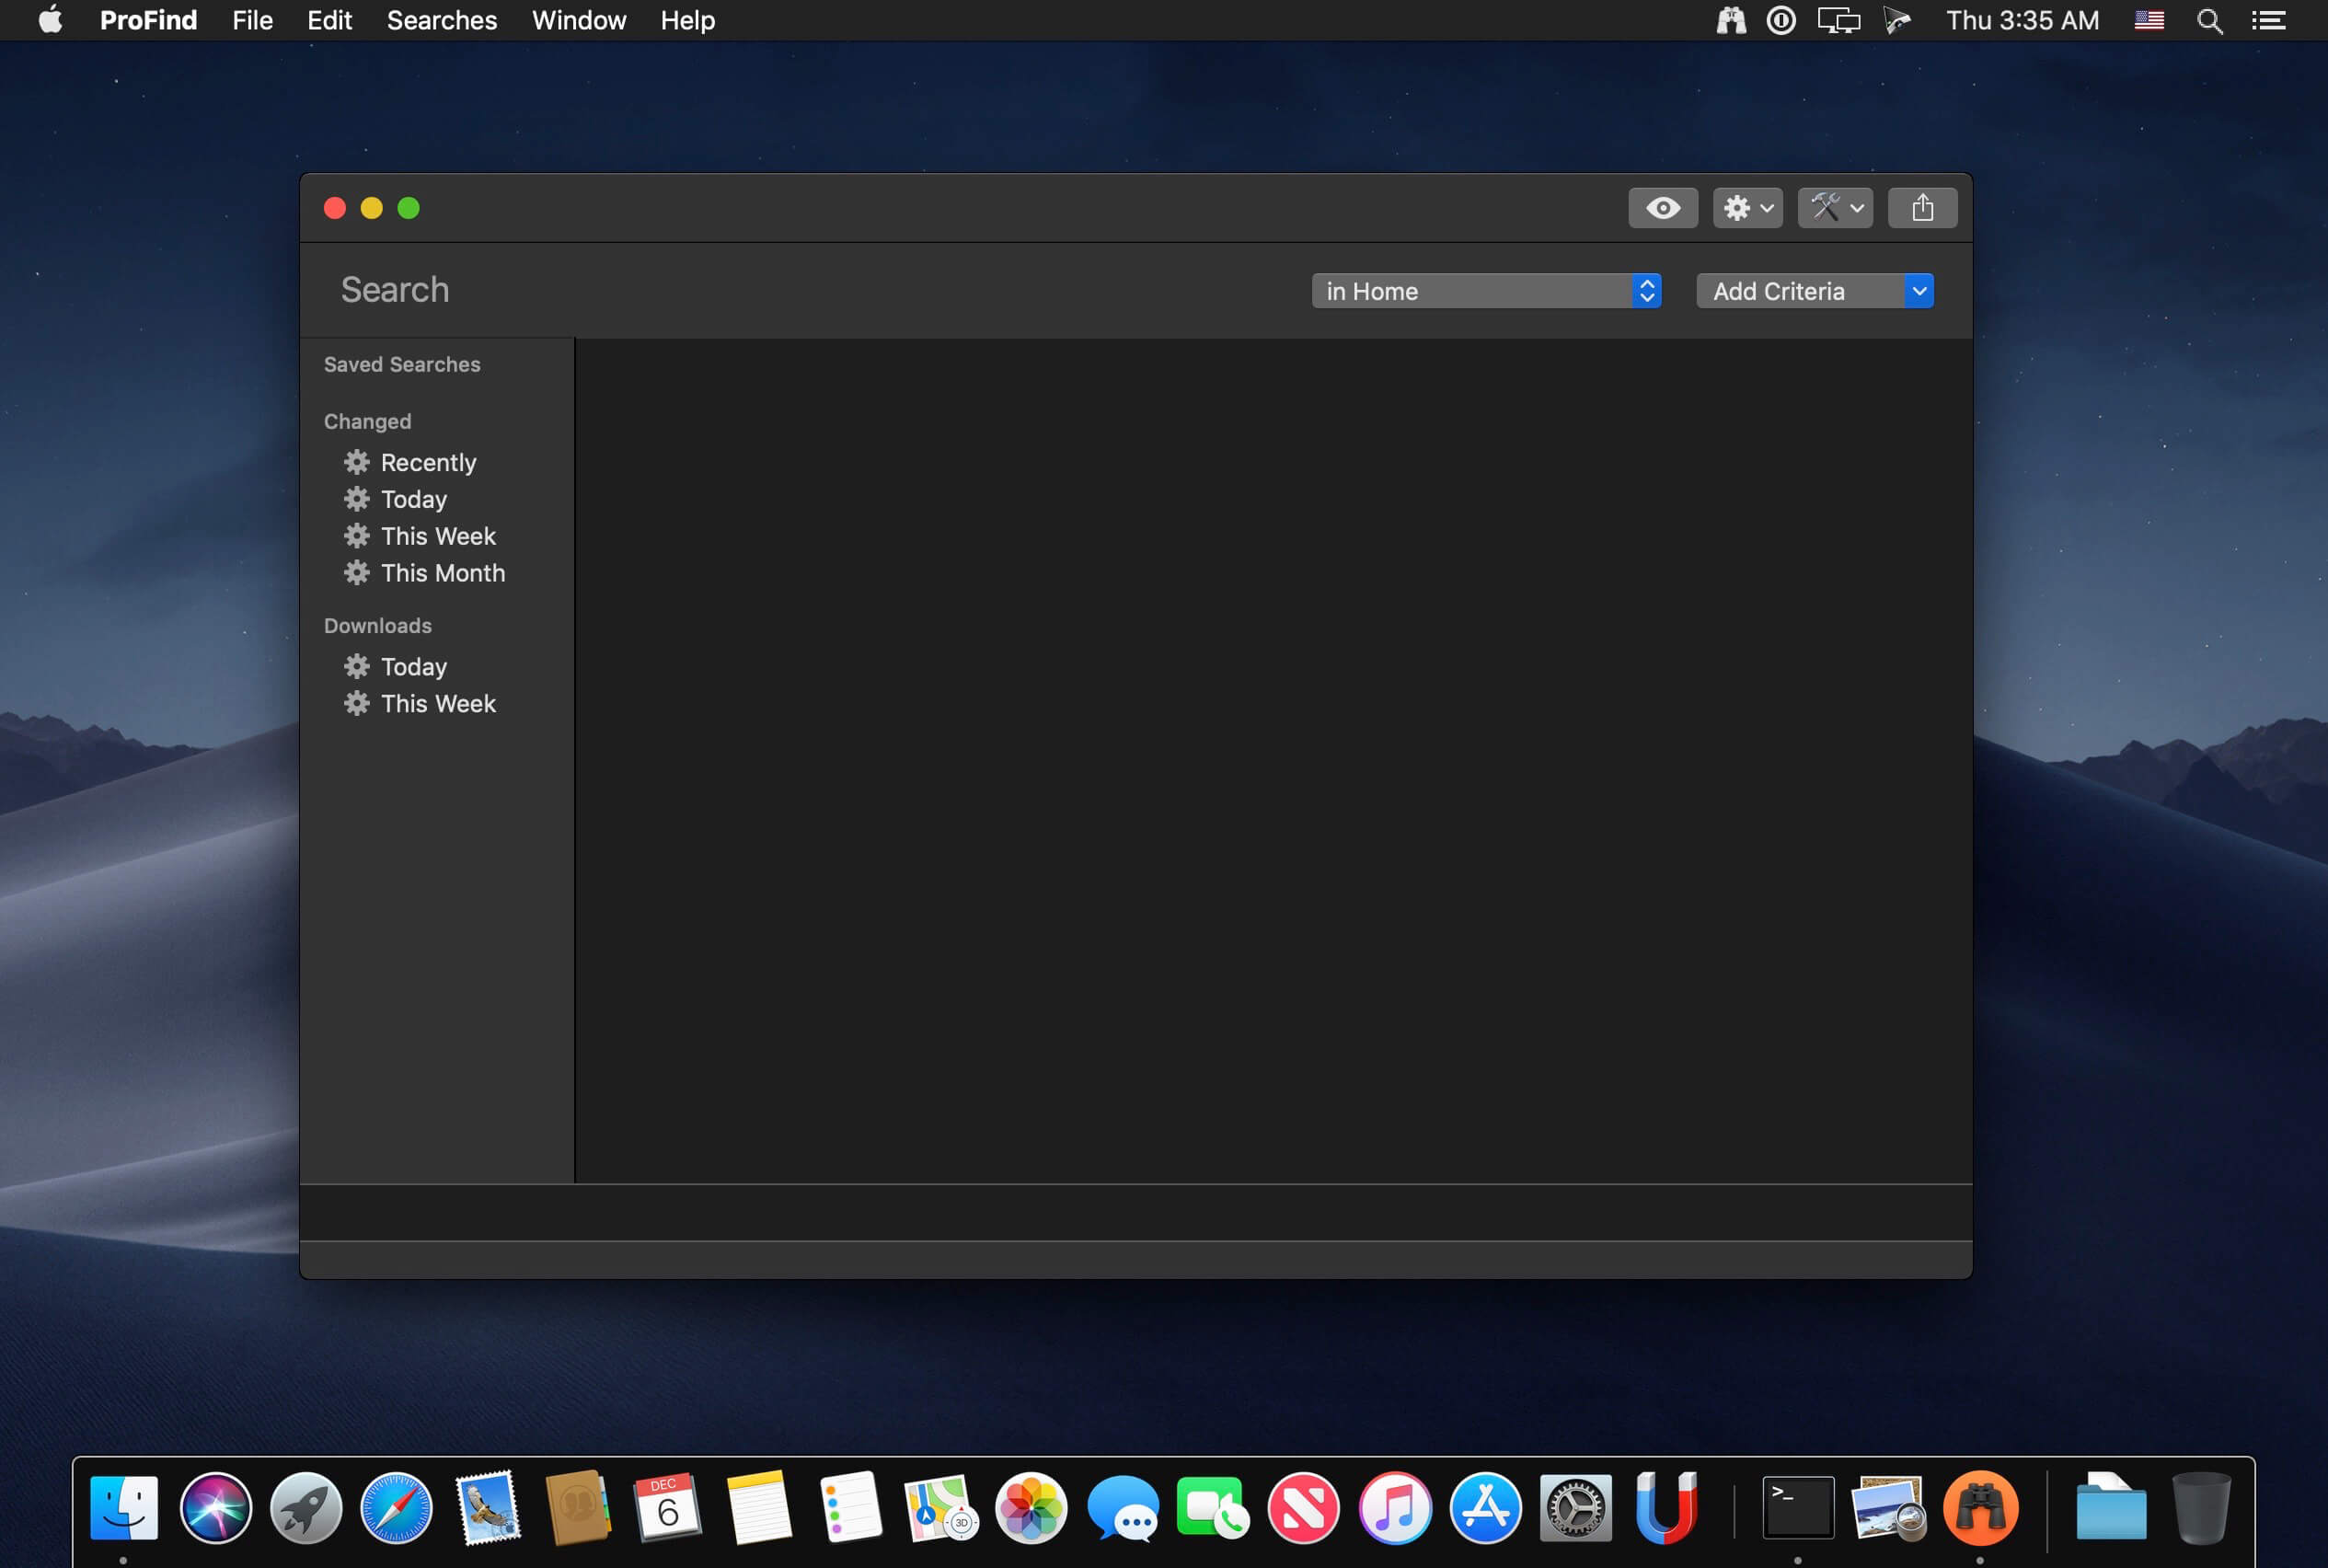 ProFind File Edit Searches Window Help Thu 3:35 AM
Search in Home Add Criteria
Saved Searches
Changed
Recently
Today
This Week
This Month
Downloads
Today
This Week
DEC
6
3D
>_